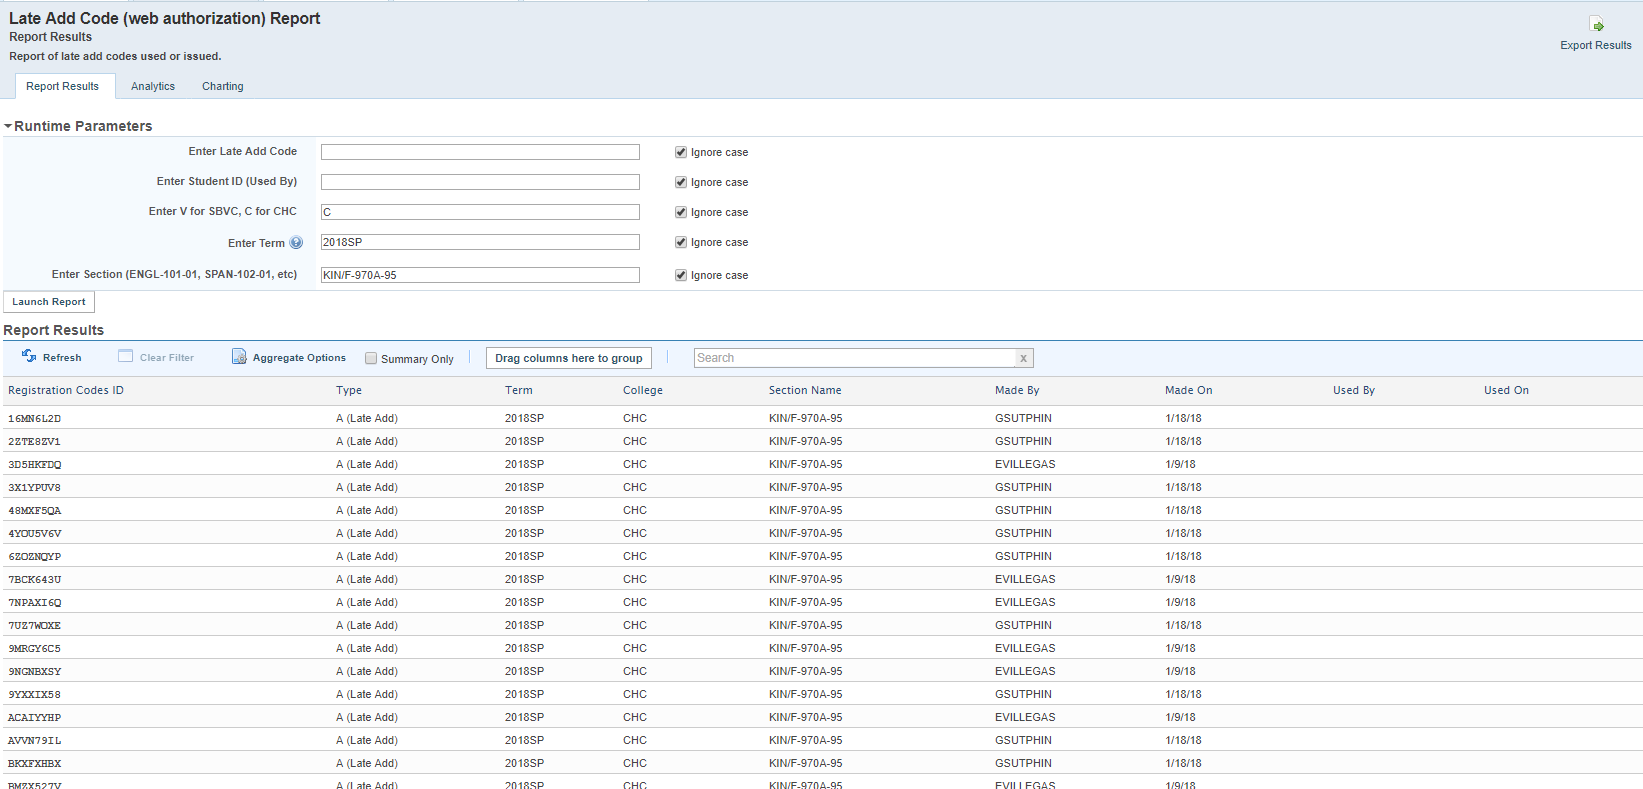 Late Add Code (web authorization) Report
Report Results
Report of late add codes used or issued.
Export Results
Report Results Analytics Charting
Runtime Parameters
Enter Late Add Code Ignore case
Enter Student ID (Used By) Ignore case
Enter V for SBVC, C for CHC C Ignore case
Enter Term ? 2018SP Ignore case
Enter Section (ENGL-101-01, SPAN-102-01, etc) KIN/F-970A-95 Ignore case
Launch Report
Report Results
Refresh Clear Filter Aggregate Options Summary Only Drag columns here to group Search x
Registration Codes ID Type Term College Section Name Made By Made On Used By Used On
16MN6L2D A (Late Add) 2018SP CHC KIN/F-970A-95 GSUTPHIN 1/18/18
2ZTE8ZV1 A (Late Add) 2018SP CHC KIN/F-970A-95 GSUTPHIN 1/18/18
3D5HKFDQ A (Late Add) 2018SP CHC KIN/F-970A-95 EVILLEGAS 1/9/18
3X1YPUV8 A (Late Add) 2018SP CHC KIN/F-970A-95 GSUTPHIN 1/18/18
48MXF5QA A (Late Add) 2018SP CHC KIN/F-970A-95 GSUTPHIN 1/18/18
4YOU5V6V A (Late Add) 2018SP CHC KIN/F-970A-95 GSUTPHIN 1/18/18
6ZOZNQYP A (Late Add) 2018SP CHC KIN/F-970A-95 GSUTPHIN 1/18/18
7BCK643U A (Late Add) 2018SP CHC KIN/F-970A-95 EVILLEGAS 1/9/18
7NPAXI6Q A (Late Add) 2018SP CHC KIN/F-970A-95 EVILLEGAS 1/9/18
7UZ7WOXE A (Late Add) 2018SP CHC KIN/F-970A-95 GSUTPHIN 1/18/18
9MRGY6C5 A (Late Add) 2018SP CHC KIN/F-970A-95 EVILLEGAS 1/9/18
9NGNBXSY A (Late Add) 2018SP CHC KIN/F-970A-95 EVILLEGAS 1/9/18
9YXXIX58 A (Late Add) 2018SP CHC KIN/F-970A-95 GSUTPHIN 1/18/18
ACAIYYHP A (Late Add) 2018SP CHC KIN/F-970A-95 EVILLEGAS 1/9/18
AVVN79IL A (Late Add) 2018SP CHC KIN/F-970A-95 GSUTPHIN 1/18/18
BKXFXHBX A (Late Add) 2018SP CHC KIN/F-970A-95 GSUTPHIN 1/18/18
BMZX527V A (Late Add) 2018SP CHC KIN/F-970A-95 EVILLEGAS 1/9/18